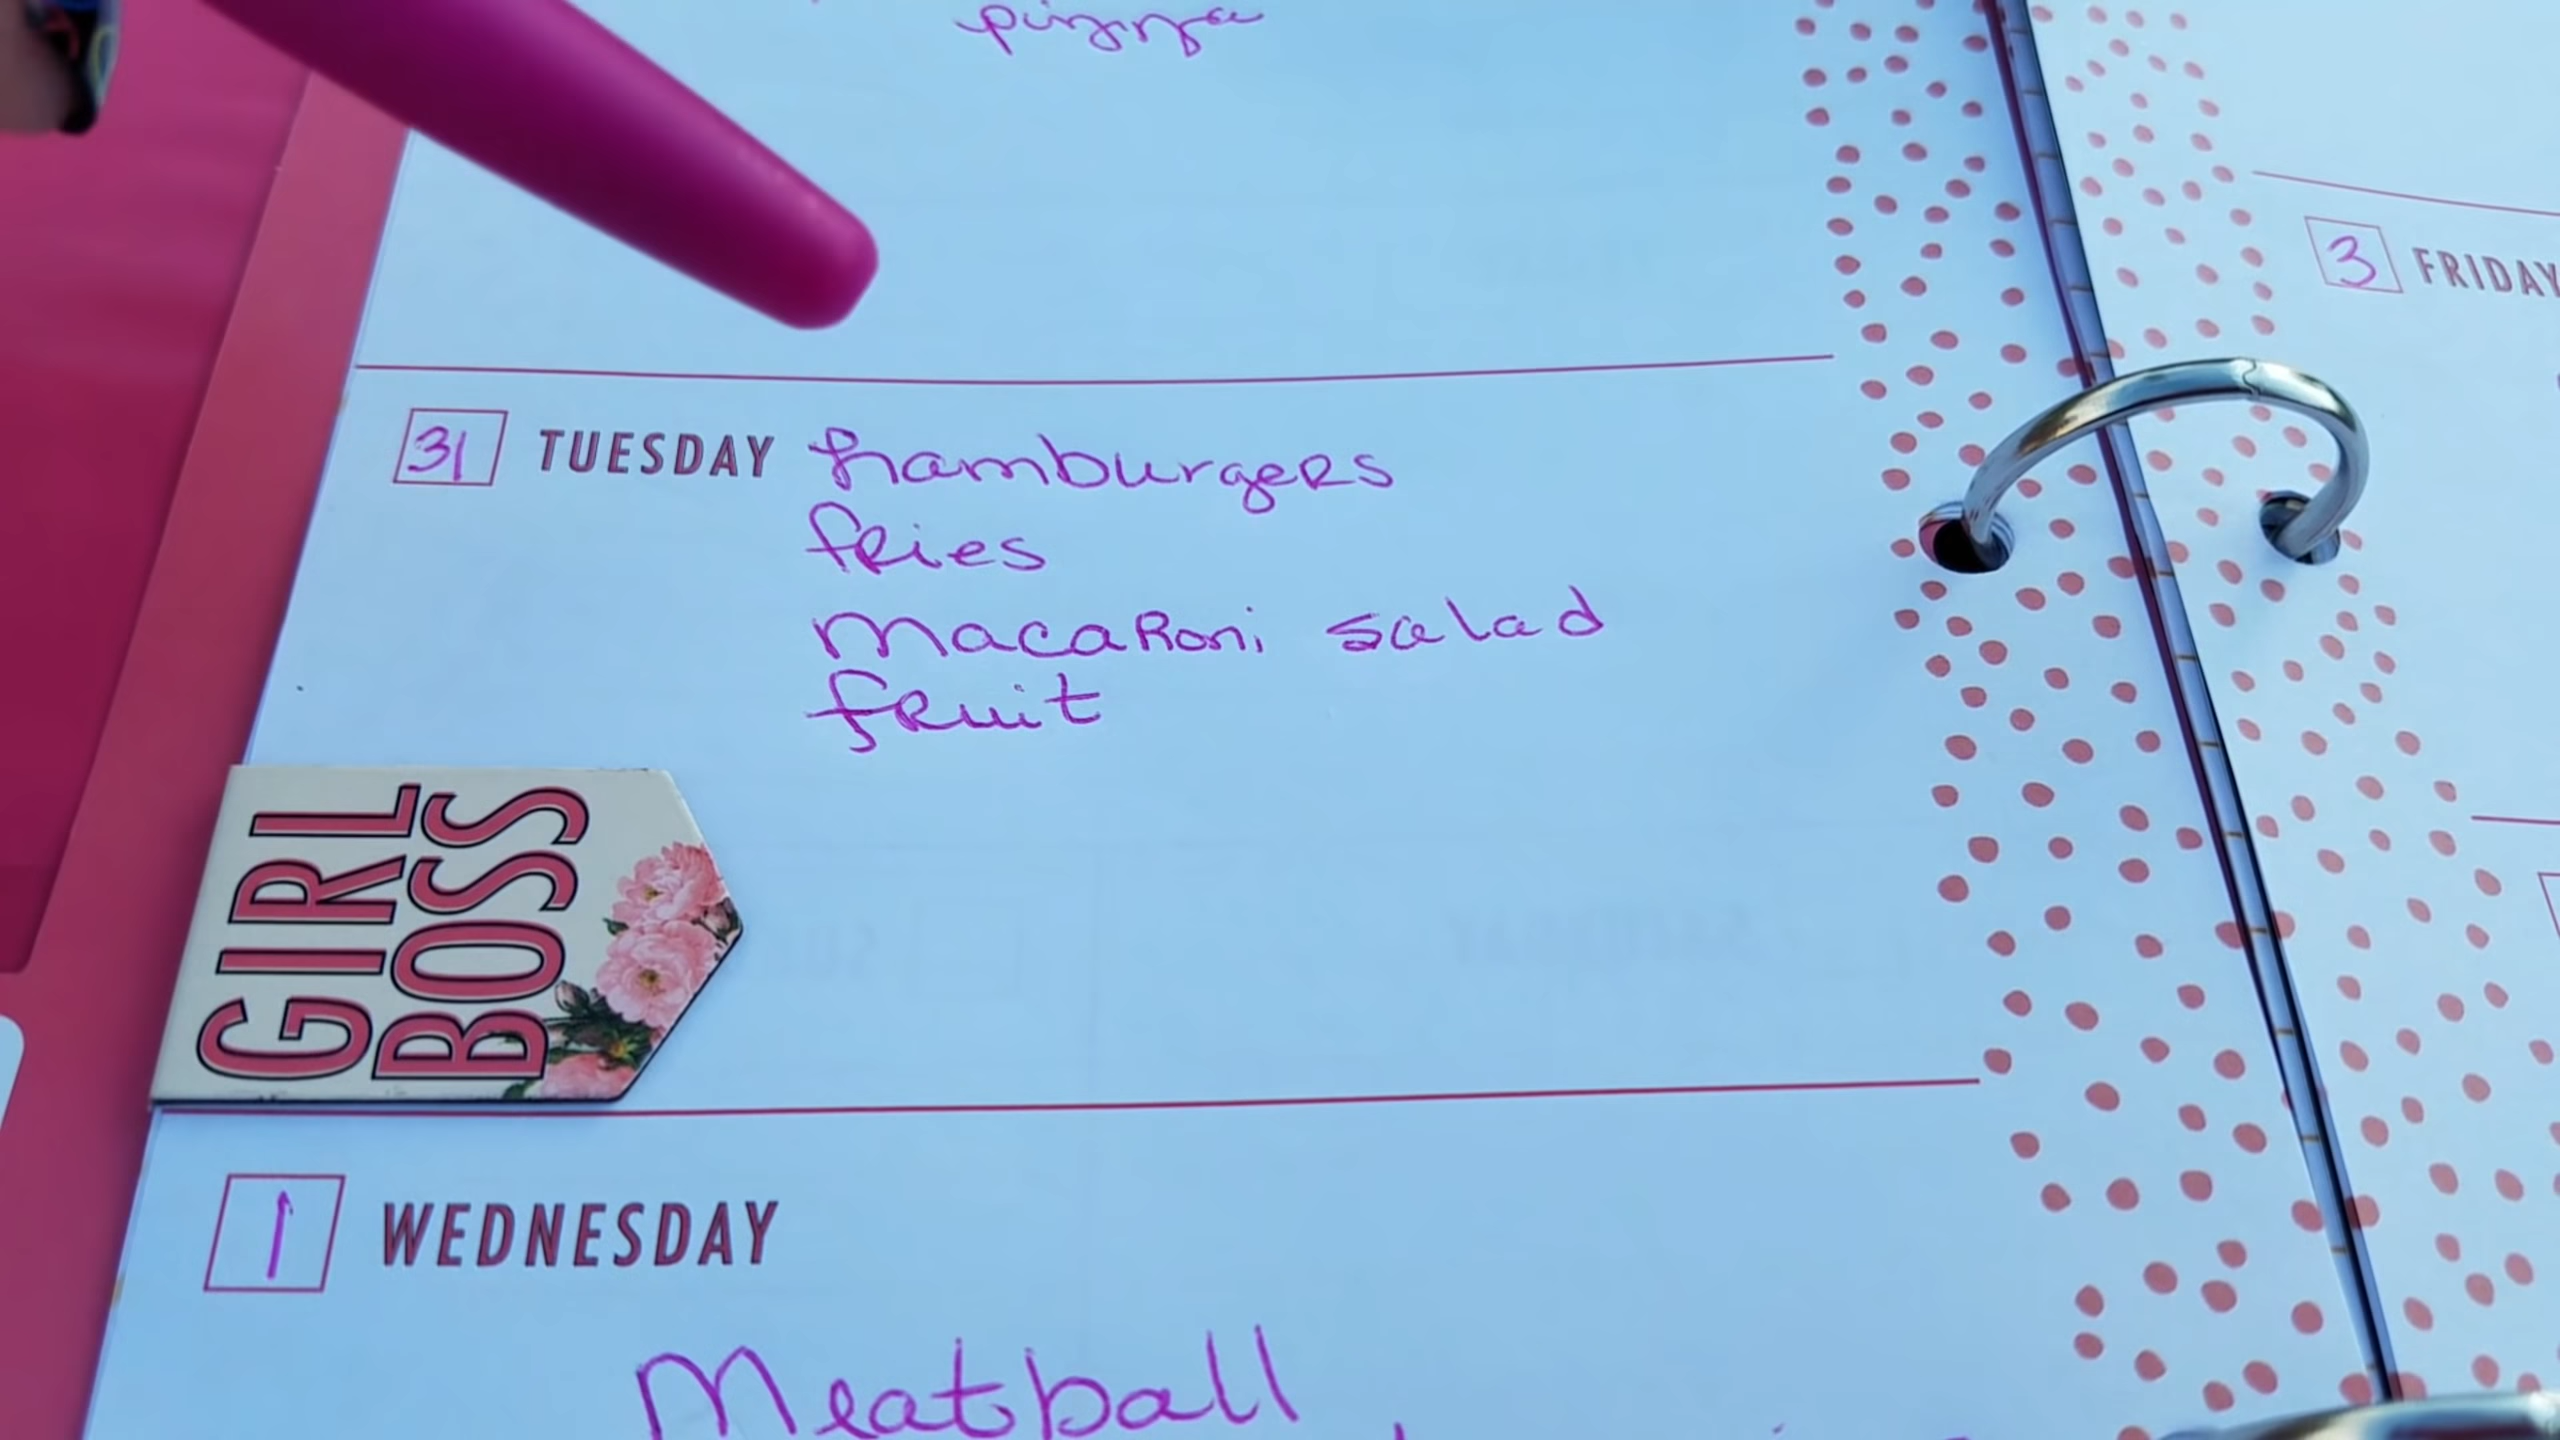 pizza
31 TUESDAY hamburgers
fries
macaroni salad
fruit
GIRL
BOSS
1 WEDNESDAY
Meatball
3 FRIDAY